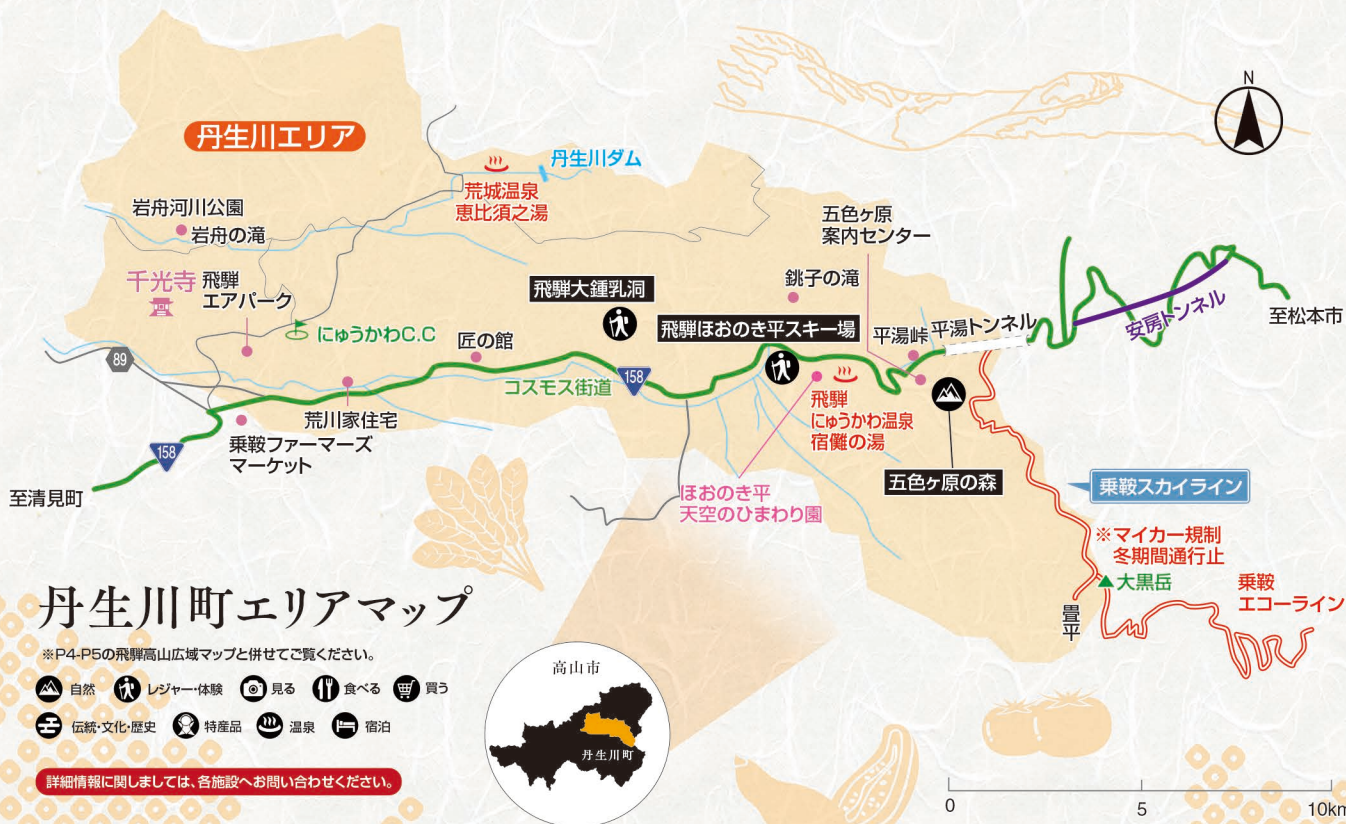 N
丹生川エリア
丹生川ダム
荒城温泉
恵比須之湯
岩舟河川公園
岩舟の滝
五色ヶ原
案内センター
千光寺
飛騨
エアパーク
飛騨大鍾乳洞
銚子の滝
にゅうかわC.C
飛騨ほおのき平スキー場
匠の館
平湯峠
平湯トンネル
安房トンネル
至松本市
89
コスモス街道
158
荒川家住宅
飛騨
にゅうかわ温泉
宿儺の湯
乗鞍ファーマーズ
マーケット
158
至清見町
ほおのき平
天空のひまわり園
五色ヶ原の森
乗鞍スカイライン
※マイカー規制
冬期間通行止
大黒岳
乗鞍
エコーライン
畳平
丹生川町エリアマップ
※P4-P5の飛騨高山広域マップと併せてご覧ください。
自然 レジャー・体験 見る 食べる 買う
伝統・文化・歴史 特産品 温泉 宿泊
詳細情報に関しましては、各施設へお問い合わせください。
高山市
丹生川町
0 5 10km